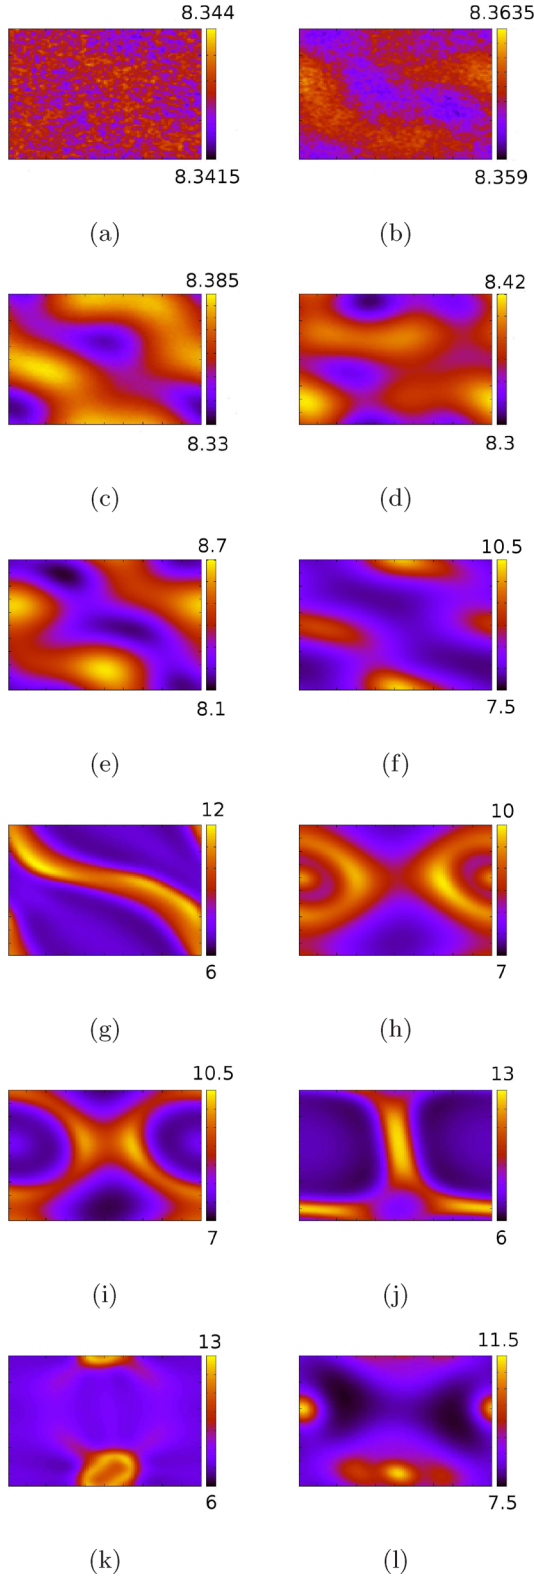 8.344 8.3635
8.3415 8.359
(a) (b)
8.385 8.42
8.33 8.3
(c) (d)
8.7 10.5
8.1 7.5
(e) (f)
12 10
6 7
(g) (h)
10.5 13
7 6
(i) (j)
13 11.5
6 7.5
(k) (l)